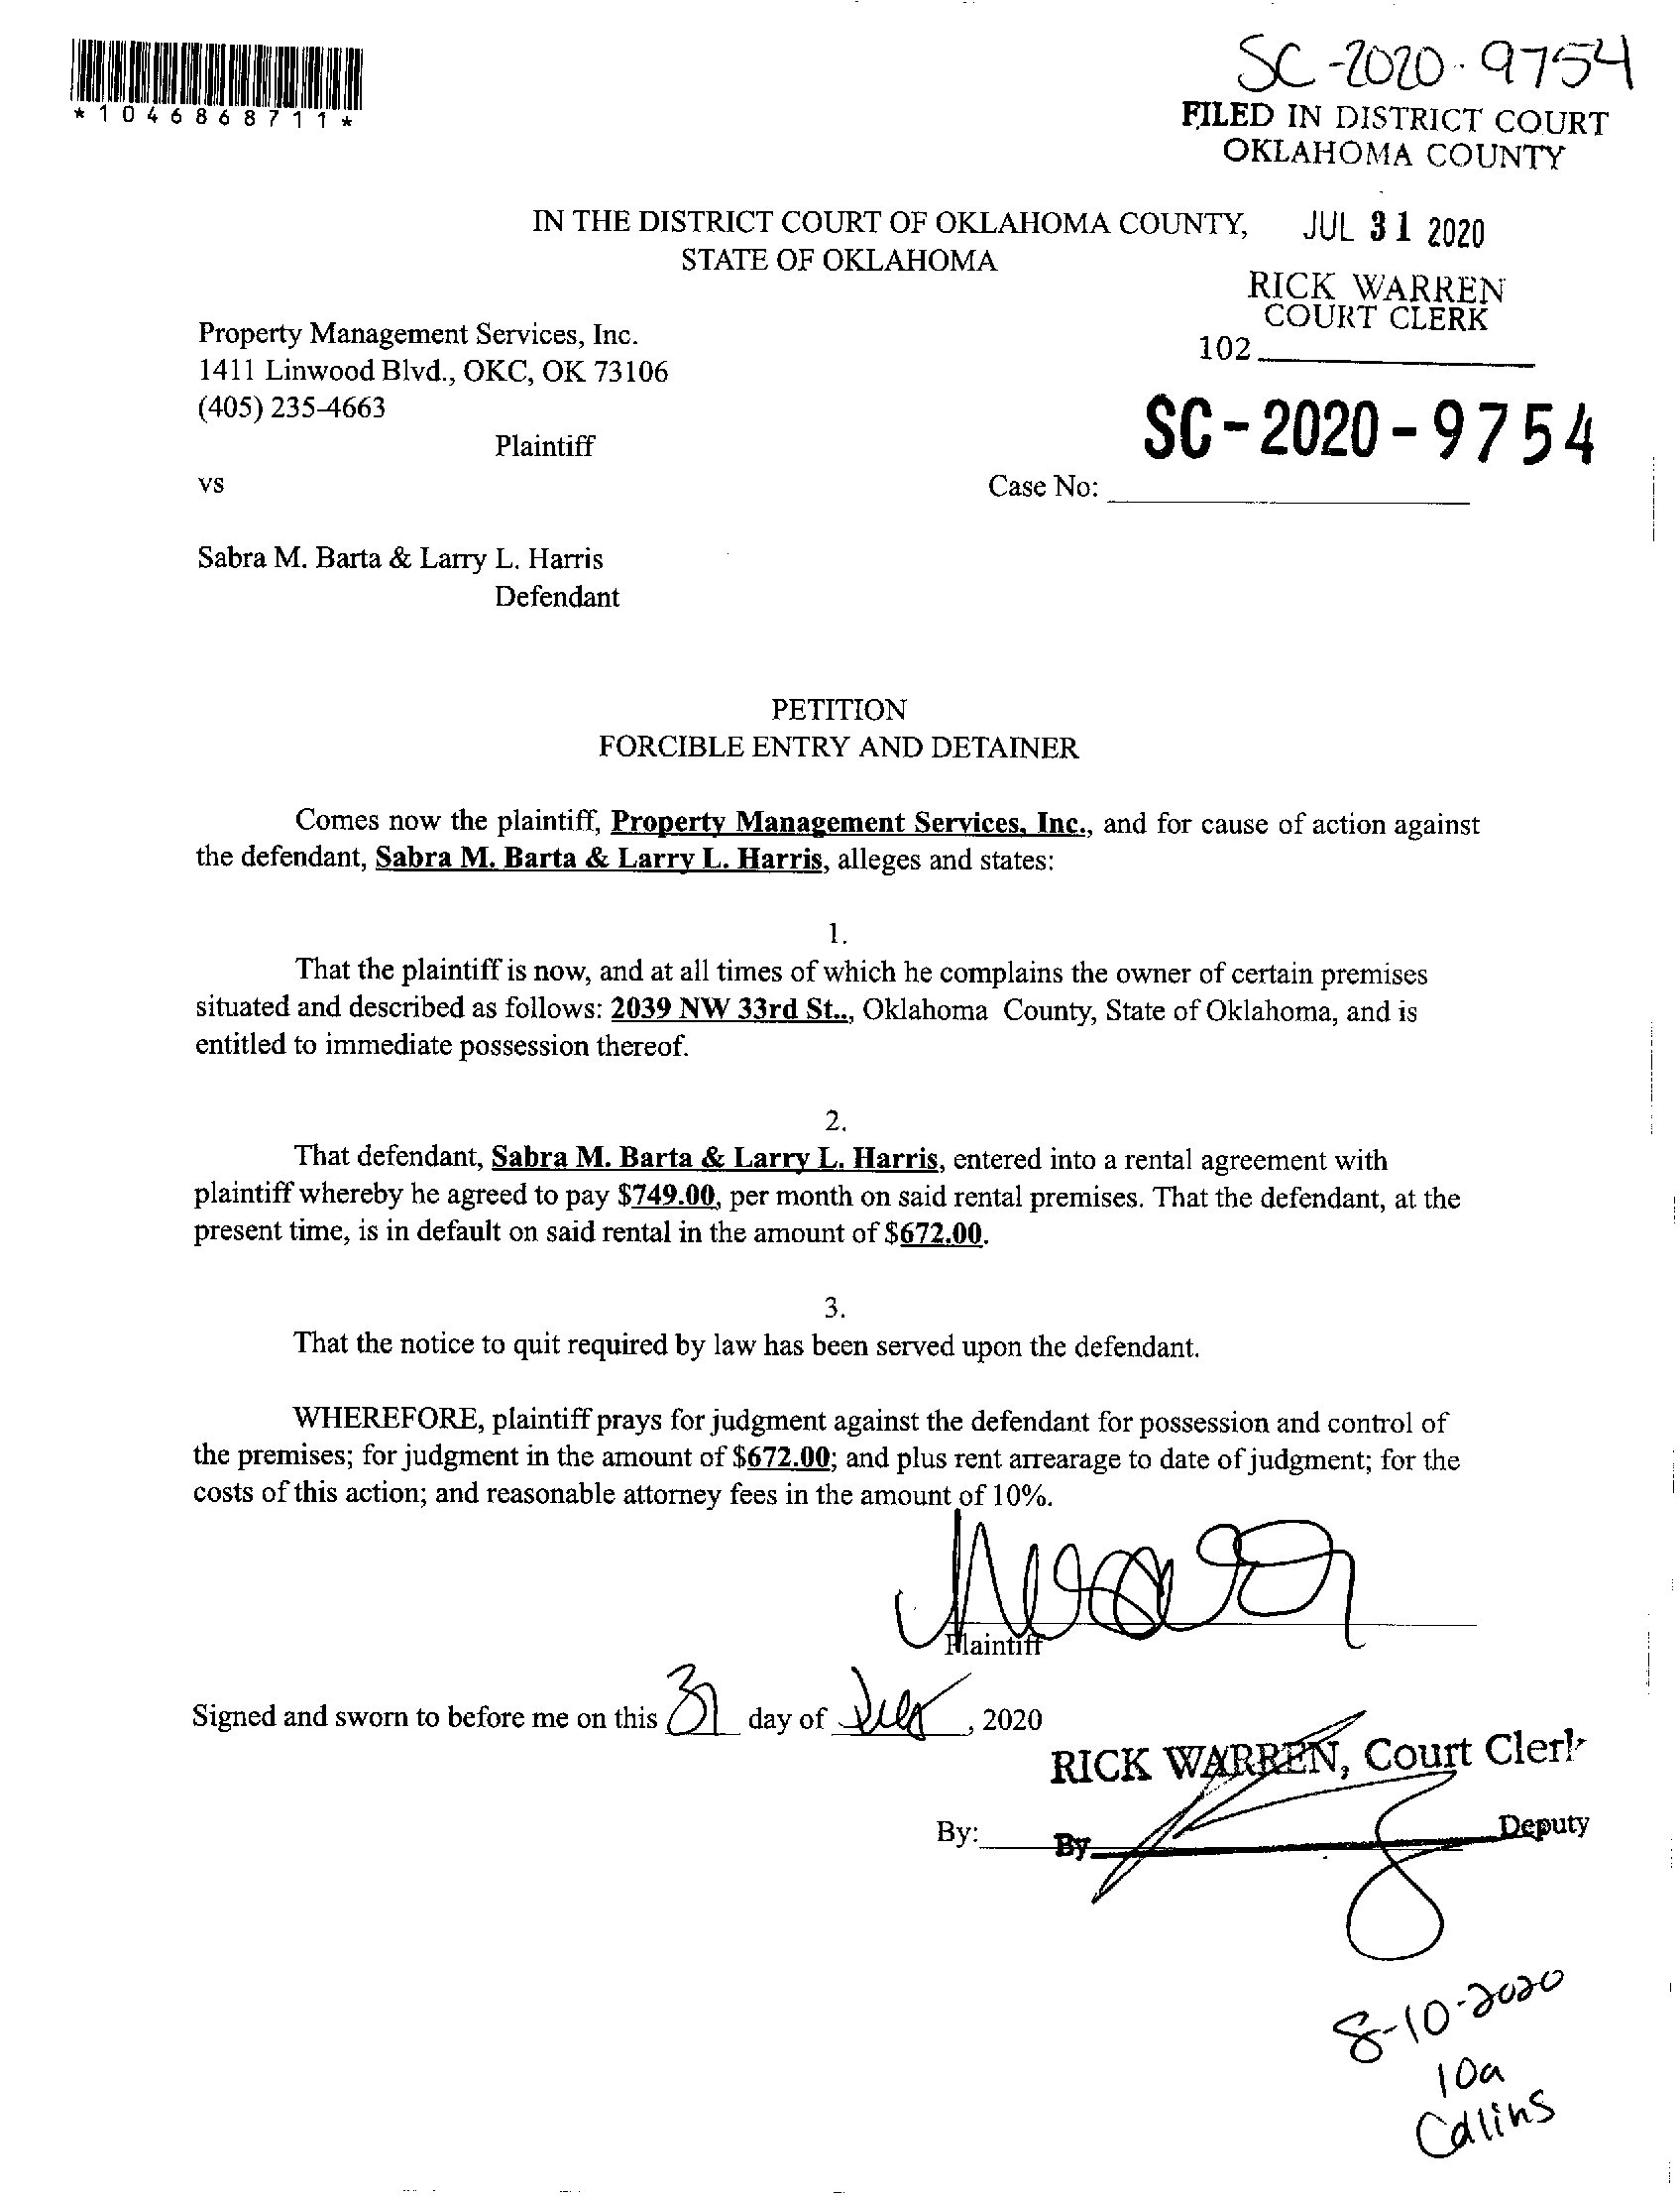 SC-2020-9754
*1046868711*
FILED IN DISTRICT COURT
OKLAHOMA COUNTY
IN THE DISTRICT COURT OF OKLAHOMA COUNTY,
STATE OF OKLAHOMA
JUL 31 2020
RICK WARREN
COURT CLERK
102
Property Management Services, Inc.
1411 Linwood Blvd., OKC, OK 73106
(405) 235-4663
Plaintiff
SC-2020-9754
vs
Case No:
Sabra M. Barta & Larry L. Harris
Defendant
PETITION
FORCIBLE ENTRY AND DETAINER
Comes now the plaintiff, Property Management Services, Inc., and for cause of action against
the defendant, Sabra M. Barta & Larry L. Harris, alleges and states:
1.
That the plaintiff is now, and at all times of which he complains the owner of certain premises
situated and described as follows: 2039 NW 33rd St.., Oklahoma County, State of Oklahoma, and is
entitled to immediate possession thereof.
2.
That defendant, Sabra M. Barta & Larry L. Harris, entered into a rental agreement with
plaintiff whereby he agreed to pay $749.00, per month on said rental premises. That the defendant, at the
present time, is in default on said rental in the amount of $672.00.
3.
That the notice to quit required by law has been served upon the defendant.
WHEREFORE, plaintiff prays for judgment against the defendant for possession and control of
the premises; for judgment in the amount of $672.00; and plus rent arrearage to date of judgment; for the
costs of this action; and reasonable attorney fees in the amount of 10%.
Plaintiff
Signed and sworn to before me on this 31 day of July, 2020
RICK WARREN, Court Clerk
By: By Deputy
8-10-2020
10a
Collins